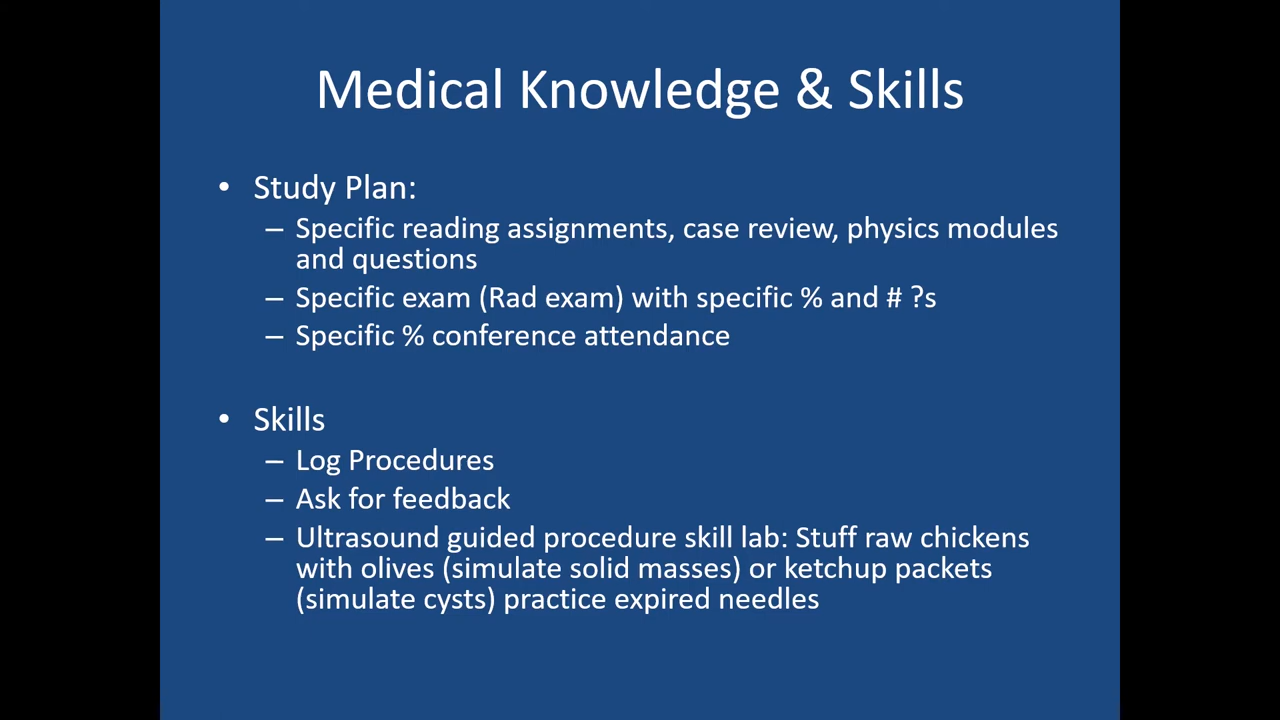 Medical Knowledge & Skills
• Study Plan:
– Specific reading assignments, case review, physics modules
and questions
– Specific exam (Rad exam) with specific % and # ?s
– Specific % conference attendance
• Skills
– Log Procedures
– Ask for feedback
– Ultrasound guided procedure skill lab: Stuff raw chickens
with olives (simulate solid masses) or ketchup packets
(simulate cysts) practice expired needles